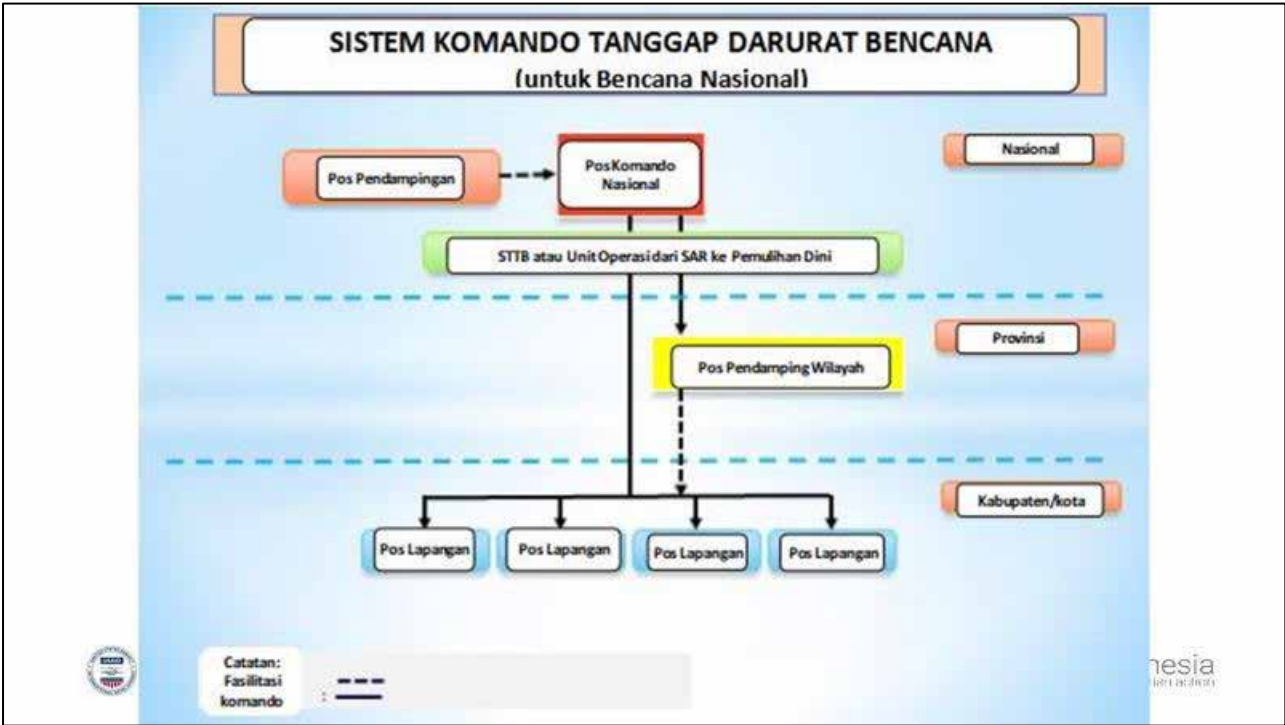 SISTEM KOMANDO TANGGAP DARURAT BENCANA
(untuk Bencana Nasional)
Nasional
Pos Pendampingan
Pos Komando
Nasional
STTB atau Unit Operasi dari SAR ke Pemulihan Dini
Provinsi
Pos Pendamping Wilayah
Kabupaten/kota
Pos Lapangan
Pos Lapangan
Pos Lapangan
Pos Lapangan
Catatan:
Fasilitasi
komando :
USAID
nesia